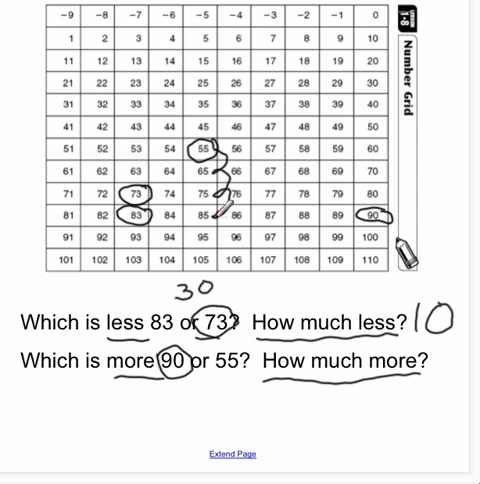 -9 -8 -7 -6 -5 -4 -3 -2 -1 0
1 2 3 4 5 6 7 8 9 10
11 12 13 14 15 16 17 18 19 20
21 22 23 24 25 26 27 28 29 30
31 32 33 34 35 36 37 38 39 40
41 42 43 44 45 46 47 48 49 50
51 52 53 54 55 56 57 58 59 60
61 62 63 64 65 66 67 68 69 70
71 72 73 74 75 76 77 78 79 80
81 82 83 84 85 86 87 88 89 90
91 92 93 94 95 96 97 98 99 100
101 102 103 104 105 106 107 108 109 110
LESSON
1-8
Number Grid
30
Which is less 83 or 73? How much less? 10
Which is more 90 or 55? How much more?
Extend Page